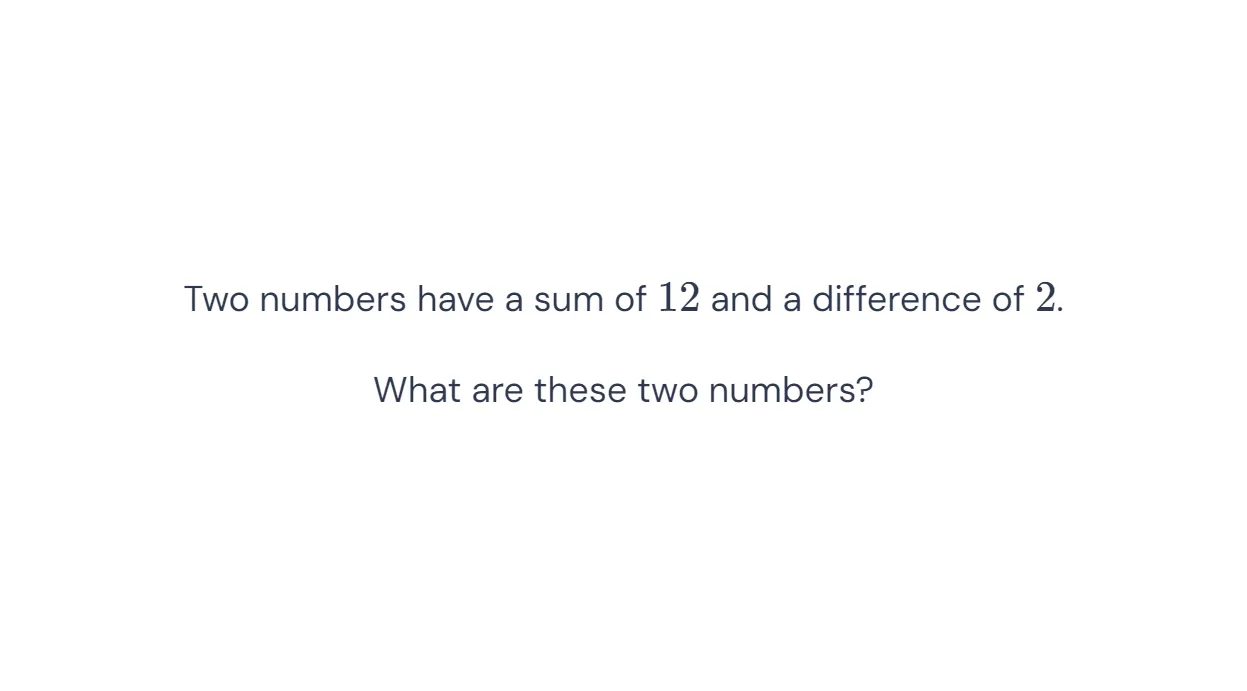 Two numbers have a sum of 12 and a difference of 2.
What are these two numbers?